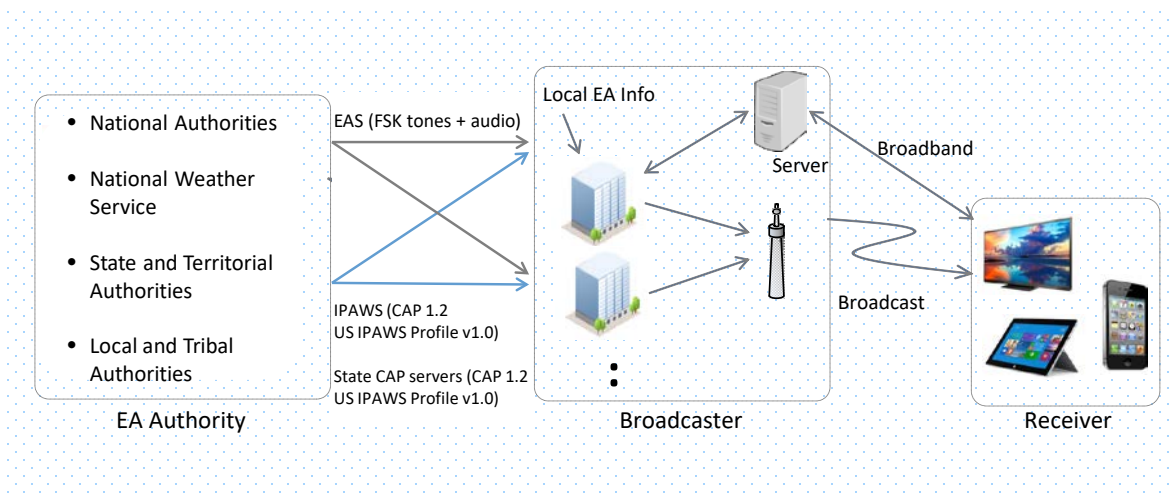 • National Authorities
• National Weather
Service
• State and Territorial
Authorities
• Local and Tribal
Authorities
EA Authority
EAS (FSK tones + audio)
IPAWS (CAP 1.2
US IPAWS Profile v1.0)
State CAP servers (CAP 1.2
US IPAWS Profile v1.0)
Local EA Info
Server
:
Broadcaster
Broadband
Broadcast
Receiver